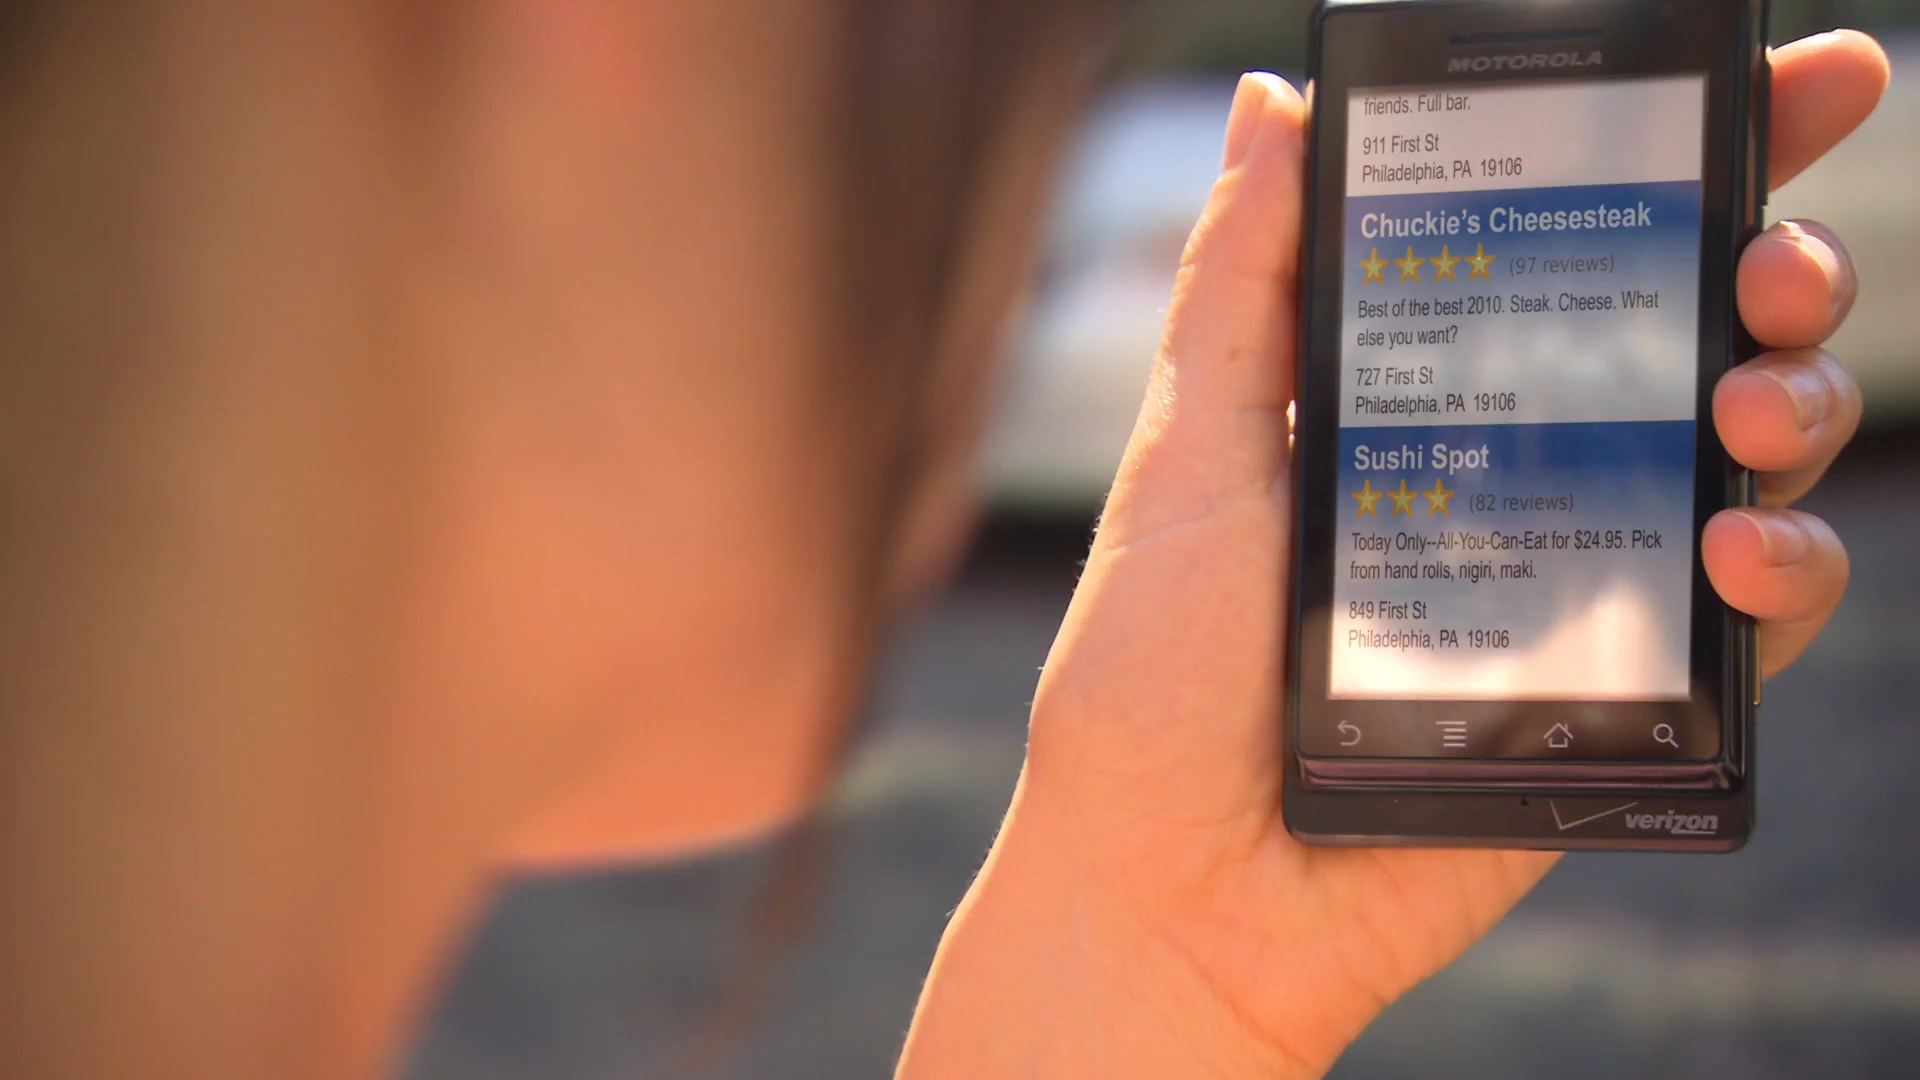 MOTOROLA
friends. Full bar.
911 First St
Philadelphia, PA 19106
Chuckie's Cheesesteak
(97 reviews)
Best of the best 2010. Steak. Cheese. What
else you want?
727 First St
Philadelphia, PA 19106
Sushi Spot
(82 reviews)
Today Only--All-You-Can-Eat for $24.95. Pick
from hand rolls, nigiri, maki.
849 First St
Philadelphia, PA 19106
verizon